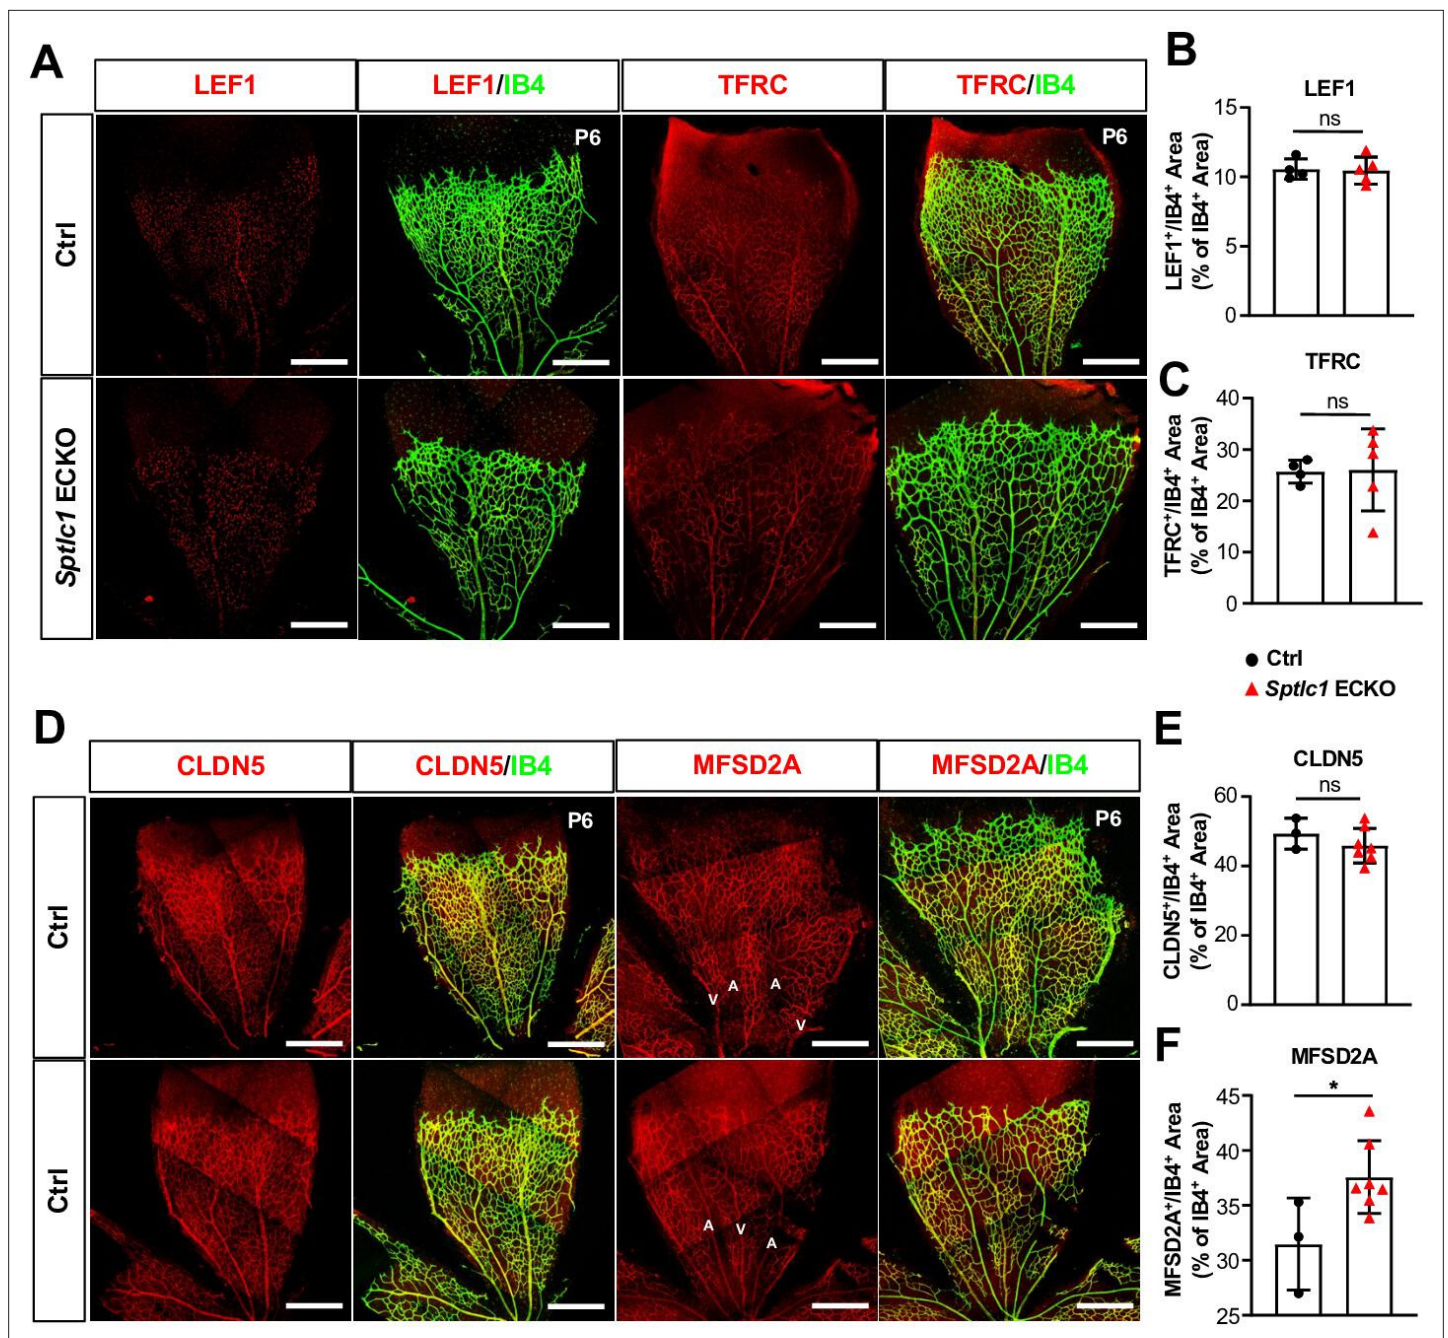 A
LEF1
LEF1/IB4
TFRC
TFRC/IB4
Ctrl
P6
P6
Sptlc1 ECKO
B
LEF1
ns
LEF1⁺/IB4⁺ Area
(% of IB4⁺ Area)
15
10
5
0
C
TFRC
ns
TFRC⁺/IB4⁺ Area
(% of IB4⁺ Area)
40
30
20
10
0
Ctrl
Sptlc1 ECKO
D
CLDN5
CLDN5/IB4
MFSD2A
MFSD2A/IB4
Ctrl
P6
P6
V
A
A
V
Ctrl
A
V
A
E
CLDN5
ns
CLDN5⁺/IB4⁺ Area
(% of IB4⁺ Area)
60
40
20
0
F
MFSD2A
*
MFSD2A⁺/IB4⁺ Area
(% of IB4⁺ Area)
45
40
35
30
25